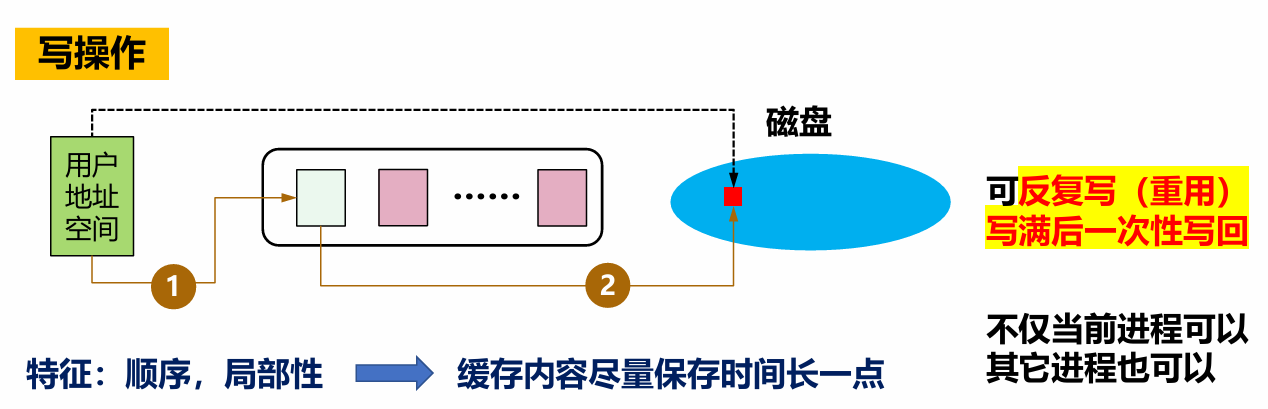 写操作
磁盘
用户
地址
空间
可反复写（重用）
写满后一次性写回
1
2
不仅当前进程可以
其它进程也可以
特征：顺序，局部性
缓存内容尽量保存时间长一点